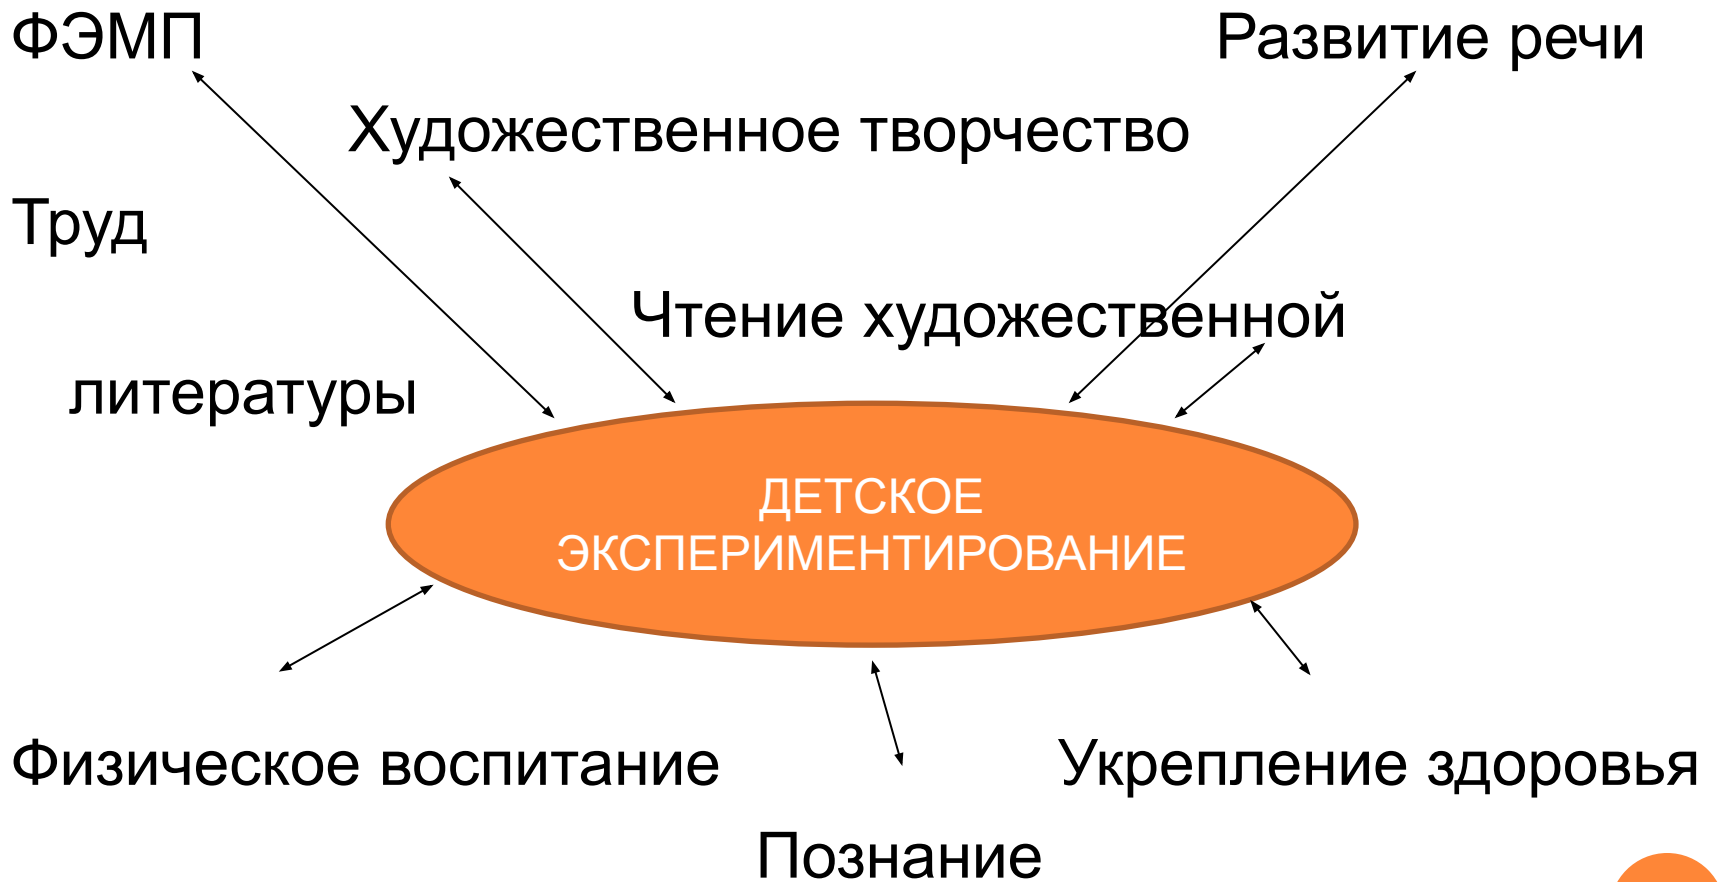 ФЭМП
Развитие речи
Художественное творчество
Труд
Чтение художественной
литературы
ДЕТСКОЕ
ЭКСПЕРИМЕНТИРОВАНИЕ
Физическое воспитание
Укрепление здоровья
Познание